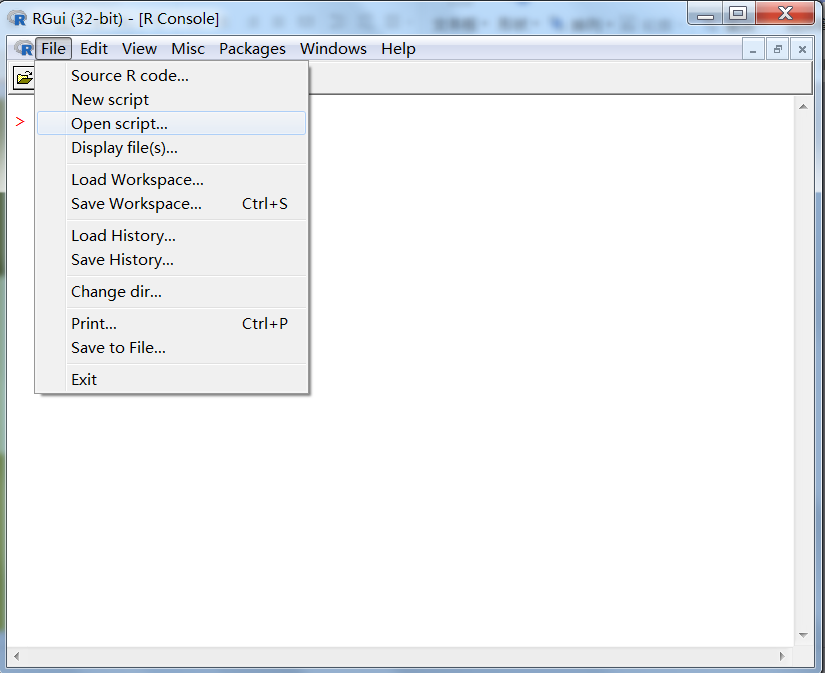 RGui (32-bit) - [R Console]
File Edit View Misc Packages Windows Help
Source R code...
New script
Open script...
Display file(s)...
Load Workspace...
Save Workspace... Ctrl+S
Load History...
Save History...
Change dir...
Print... Ctrl+P
Save to File...
Exit
>